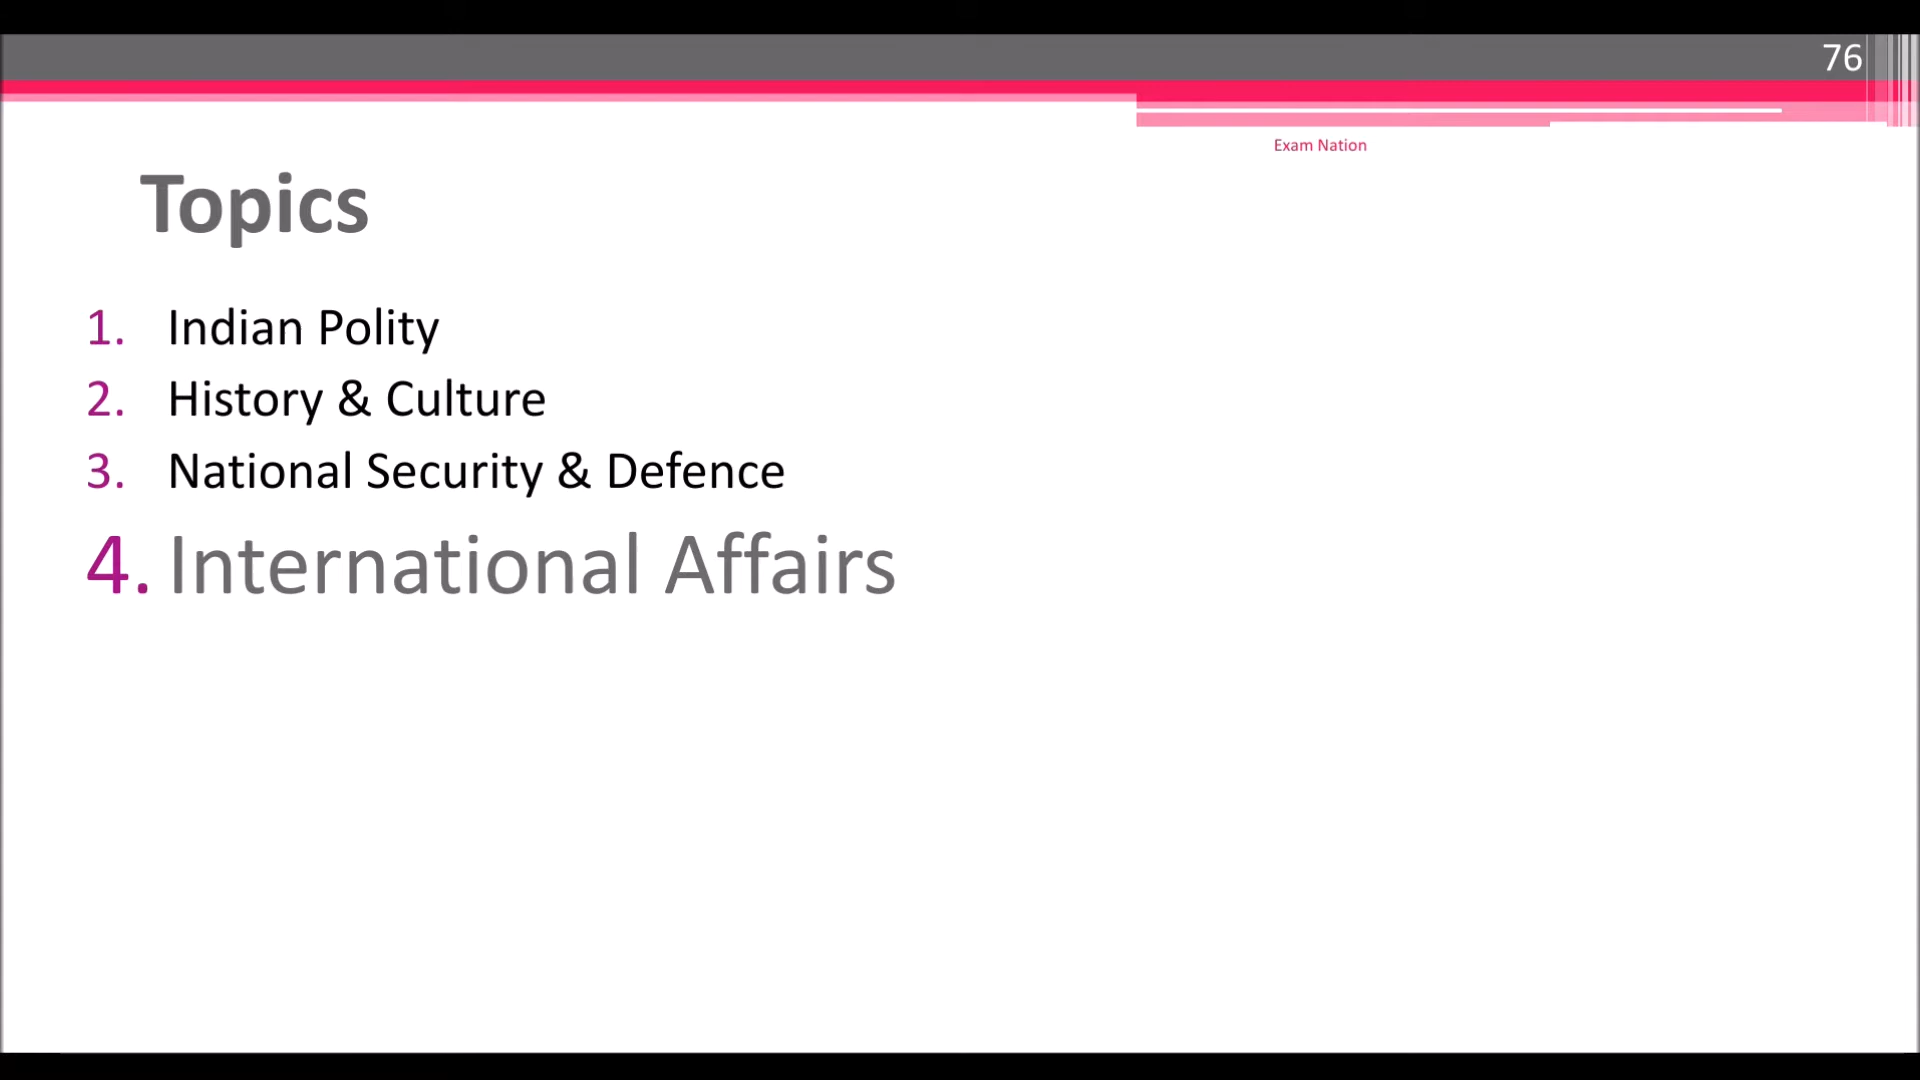 76
Exam Nation
Topics
1. Indian Polity
2. History & Culture
3. National Security & Defence
4. International Affairs